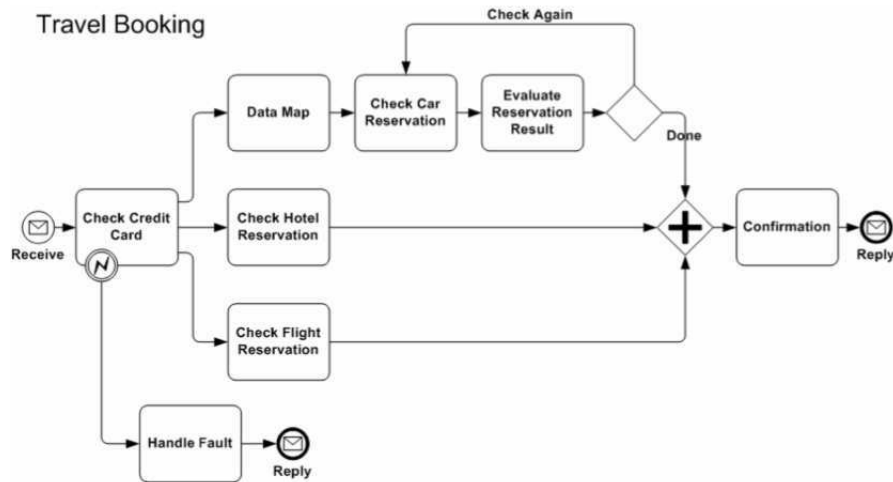 Travel Booking
Check Again
Data Map
Check Car
Reservation
Evaluate
Reservation
Result
Done
Check Credit
Card
Receive
Check Hotel
Reservation
Confirmation
Reply
Check Flight
Reservation
Handle Fault
Reply